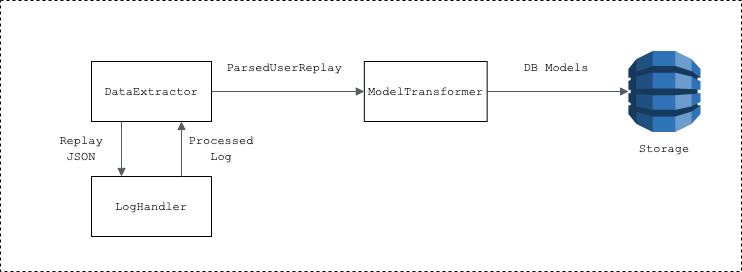 ParsedUserReplay
DB Models
DataExtractor
ModelTransformer
Replay
JSON
Processed
Log
Storage
LogHandler